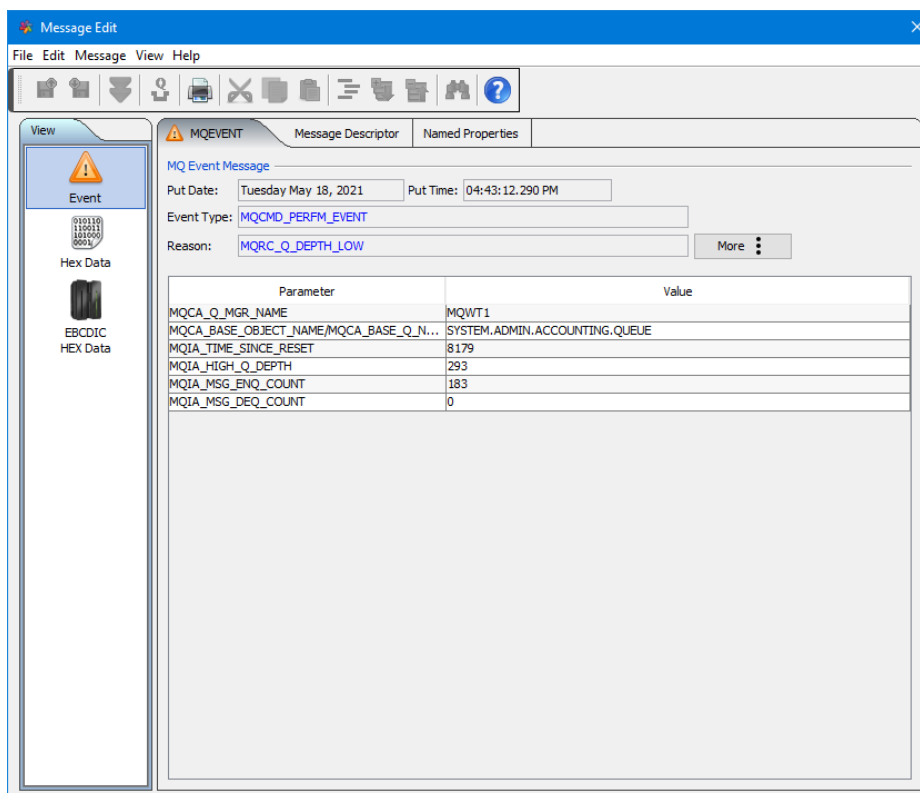 Message Edit
File Edit Message View Help
View
MQEVENT Message Descriptor Named Properties
Event
010110
110011
101000
0001
Hex Data
EBCDIC
HEX Data
MQ Event Message
Put Date: Tuesday May 18, 2021 Put Time: 04:43:12.290 PM
Event Type: MQCMD_PERFM_EVENT
Reason: MQRC_Q_DEPTH_LOW More
Parameter Value
MQCA_Q_MGR_NAME MQWT1
MQCA_BASE_OBJECT_NAME/MQCA_BASE_Q_N... SYSTEM.ADMIN.ACCOUNTING.QUEUE
MQIA_TIME_SINCE_RESET 8179
MQIA_HIGH_Q_DEPTH 293
MQIA_MSG_ENQ_COUNT 183
MQIA_MSG_DEQ_COUNT 0